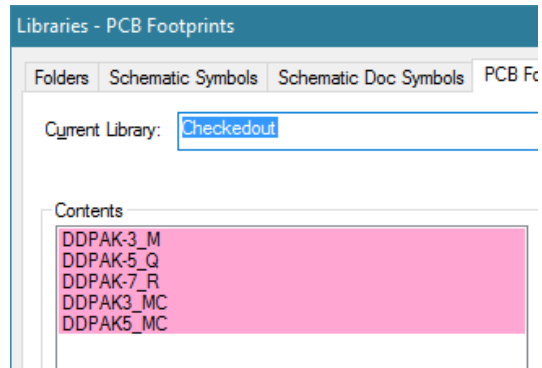 Libraries - PCB Footprints
Folders Schematic Symbols Schematic Doc Symbols PCB Fo
Current Library: Checkedout
Contents
DDPAK-3_M
DDPAK-5_Q
DDPAK-7_R
DDPAK3_MC
DDPAK5_MC